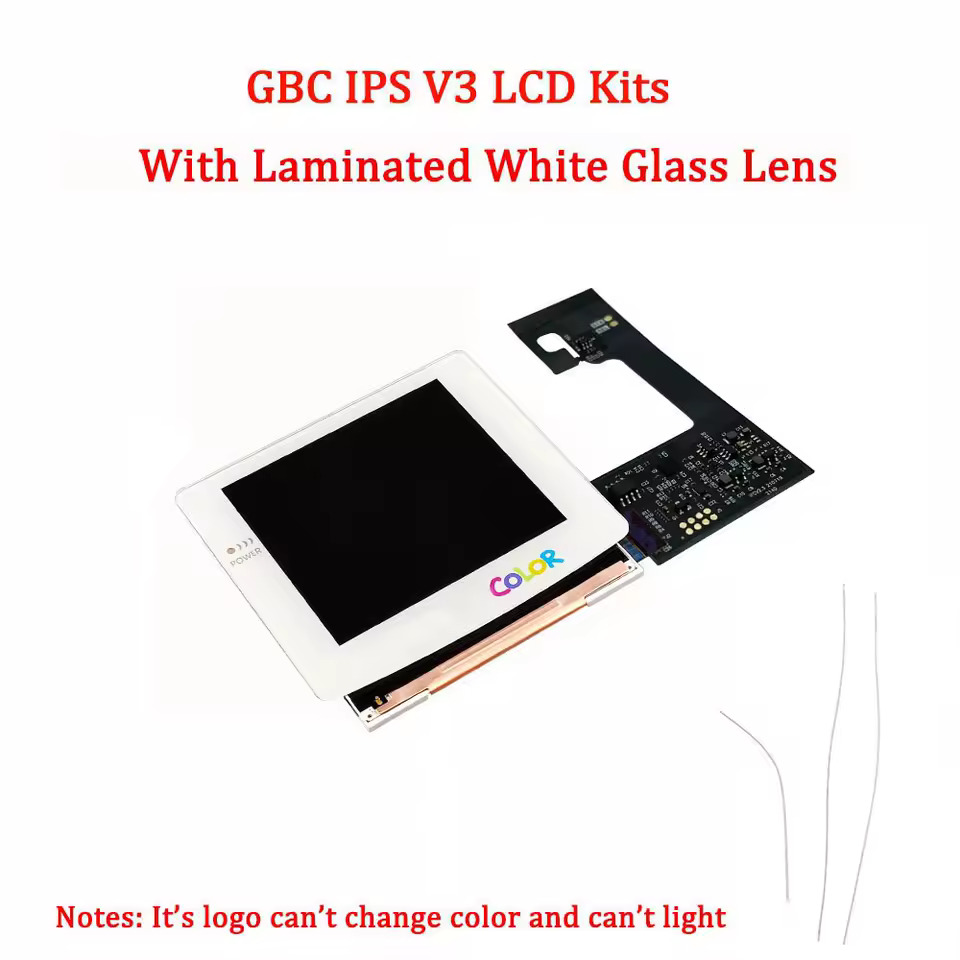 GBC IPS V3 LCD Kits
With Laminated White Glass Lens
POWER
COLOR
Notes: It's logo can't change color and can't light